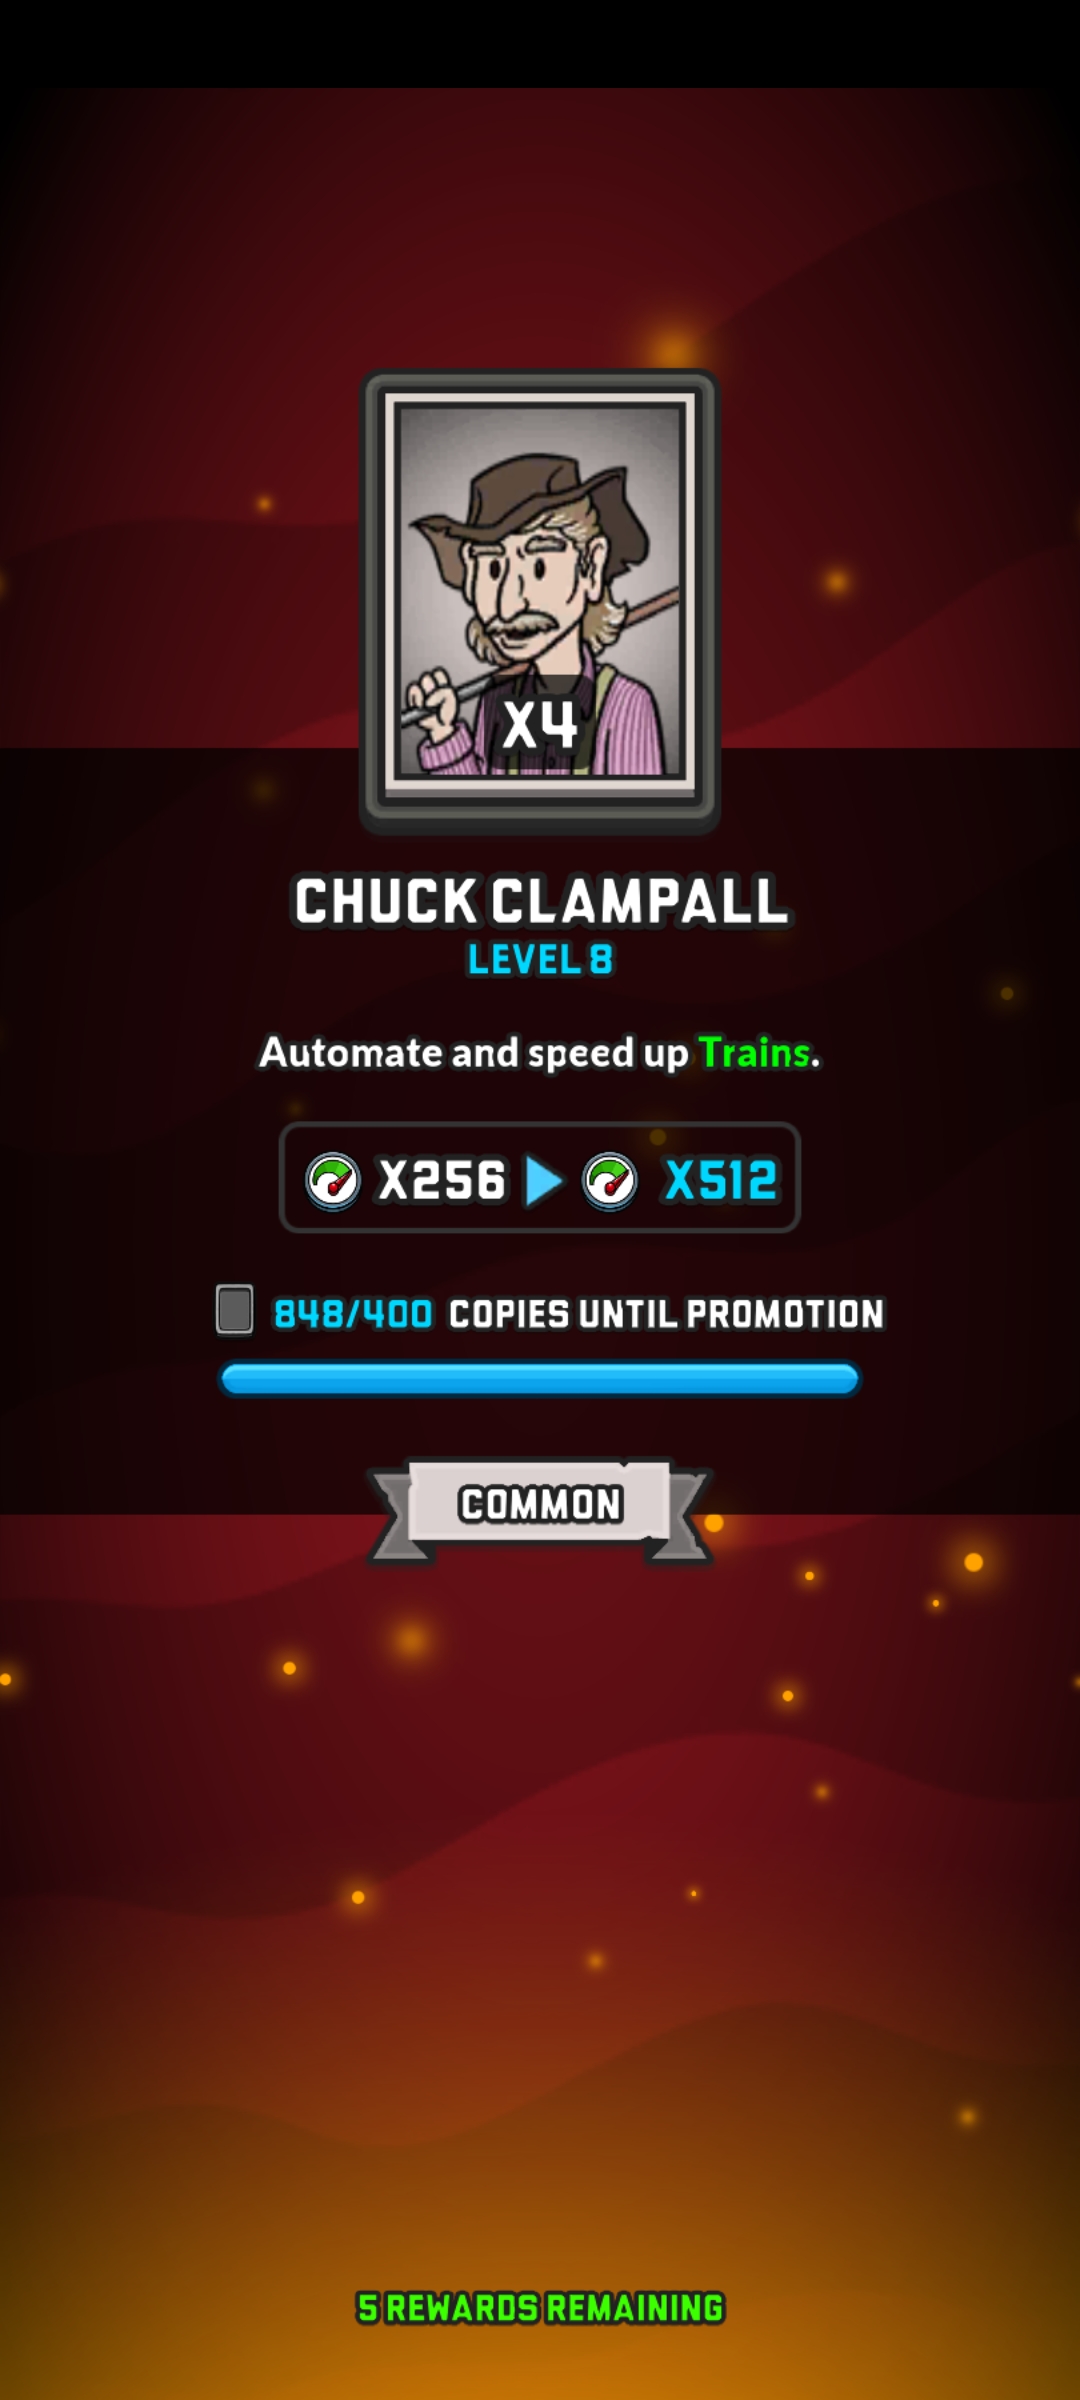 X4
CHUCK CLAMPALL
LEVEL 8
Automate and speed up Trains.
X256 X512
848/400 COPIES UNTIL PROMOTION
COMMON
5 REWARDS REMAINING